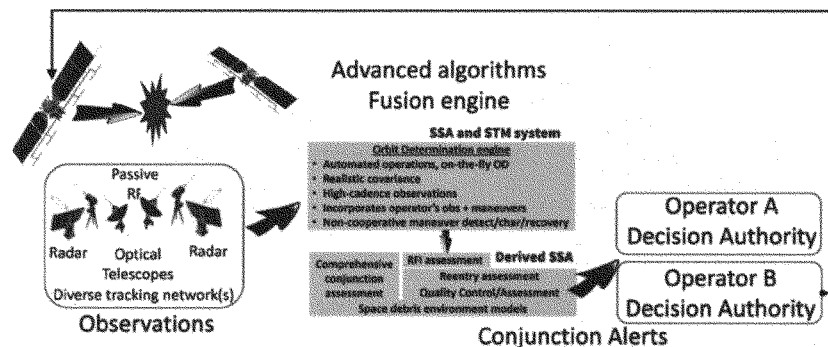 Advanced algorithms
Fusion engine
SSA and STM system
Orbit Determination engine
• Automated operations, on-the-fly OD
• Realistic covariance
• High-cadence observations
• Incorporates operator's obs + maneuvers
• Non-cooperative maneuver detect/char/recovery
Passive
RF
Radar
Optical
Telescopes
Radar
Diverse tracking network(s)
Observations
Comprehensive
conjunction
assessment
RFI assessment
Derived SSA
Reentry assessment
Quality Control/Assessment
Space debris environment models
Conjunction Alerts
Operator A
Decision Authority
Operator B
Decision Authority